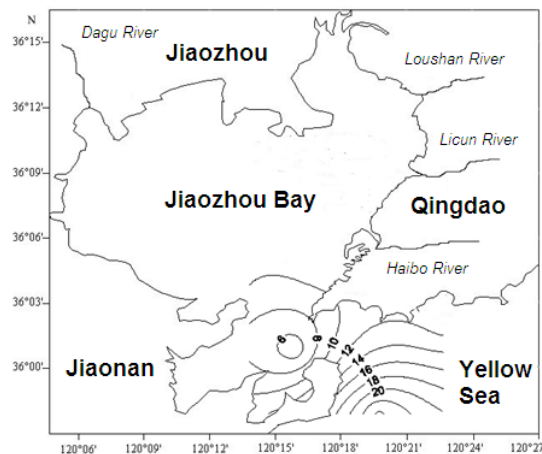 N
36°15'
Dagu River
Jiaozhou
Loushan River
36°12'
Licun River
36°09'
Jiaozhou Bay
Qingdao
36°06'
Haibo River
36°03'
6
8
10
12
14
16
18
20
36°00'
Jiaonan
Yellow
Sea
120°06'
120°09'
120°12'
120°15'
120°18'
120°21'
120°24'
120°27